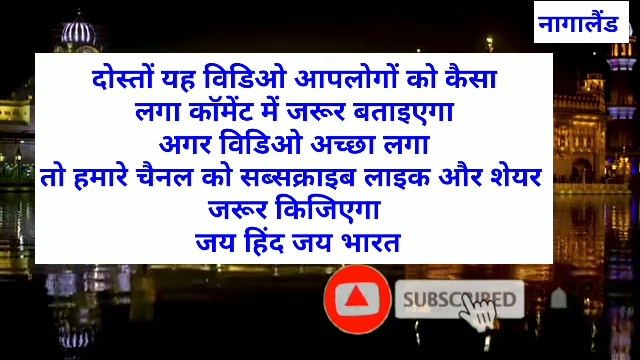 नागालैंड
दोस्तों यह विडिओ आपलोगों को कैसा
लगा कॉमेंट में जरूर बताइएगा
अगर विडिओ अच्छा लगा
तो हमारे चैनल को सब्सक्राइब लाइक और शेयर
जरूर किजिएगा
जय हिंद जय भारत
SUBSCRIBED